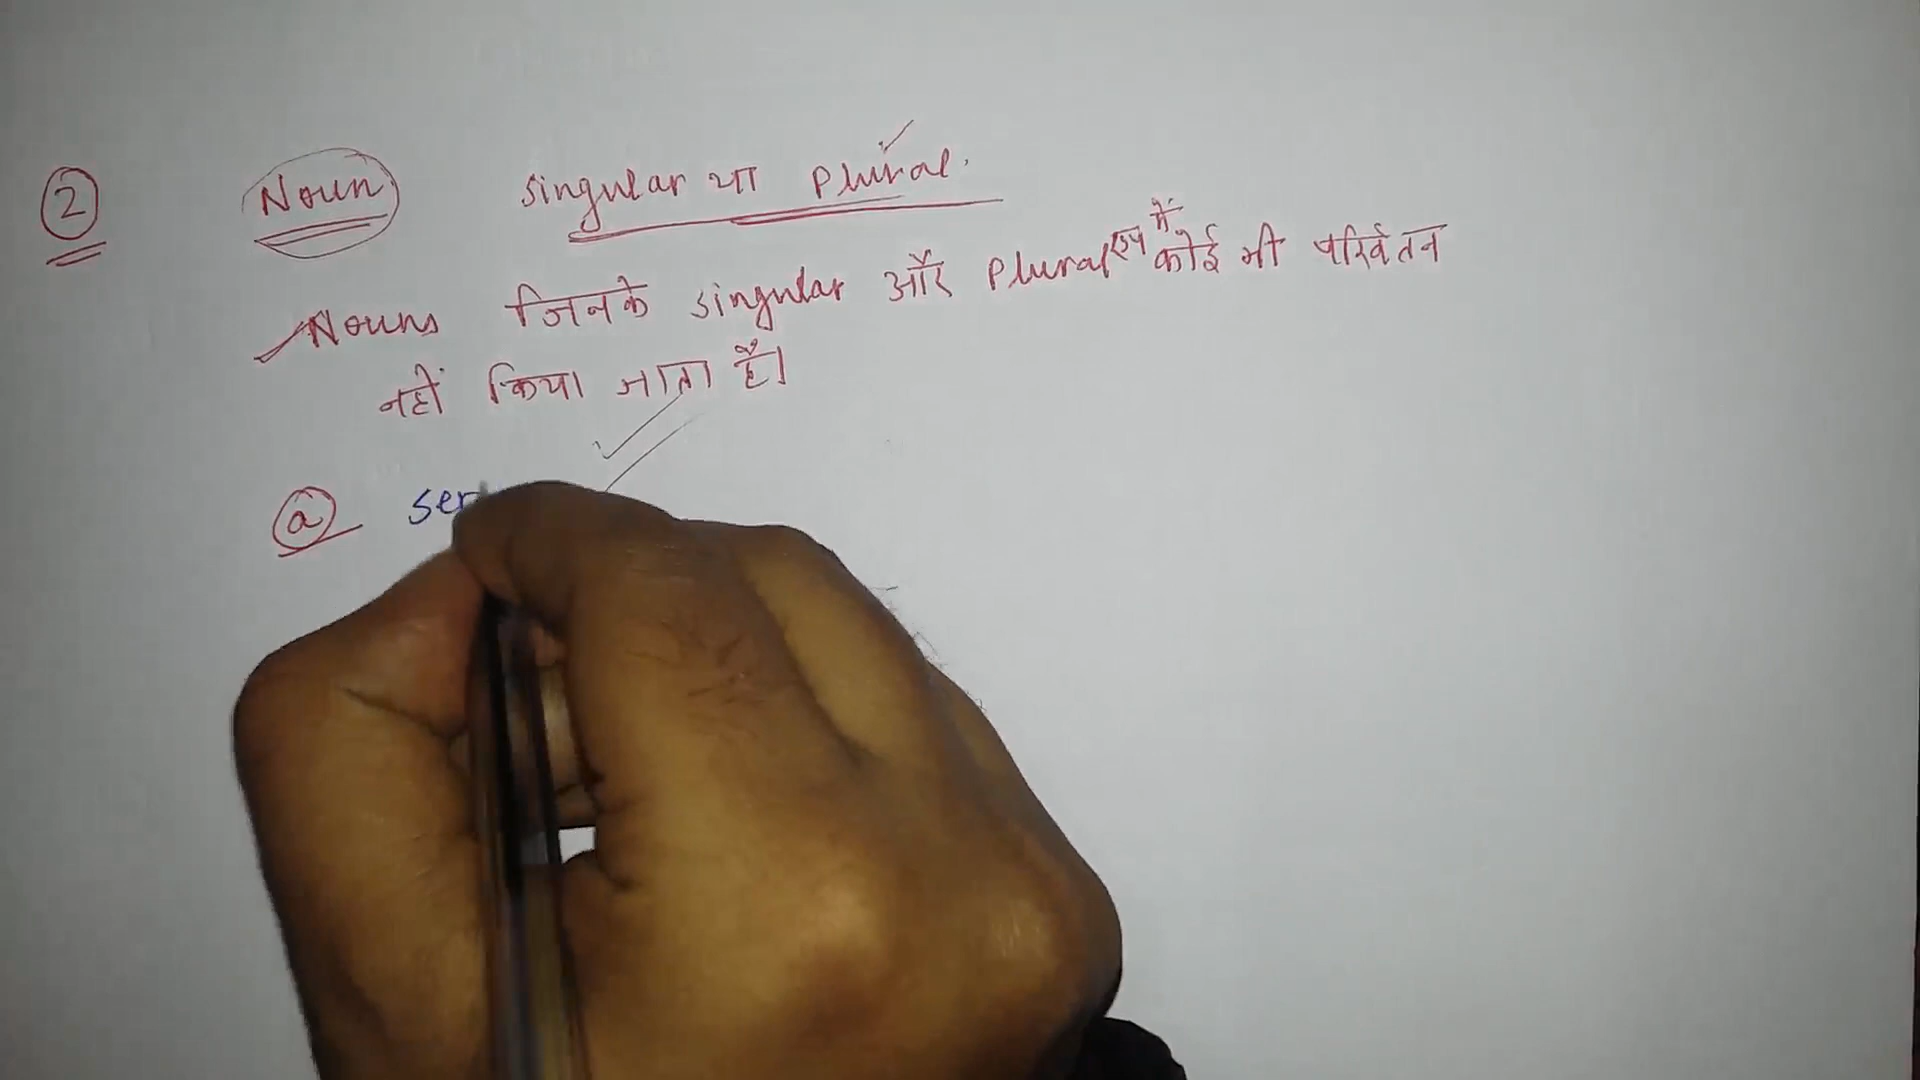 ② Noun singular या Plural.
Nouns जिनके singular और Plural रूप में कोई भी परिवर्तन
नहीं किया जाता है।
ⓐ ser